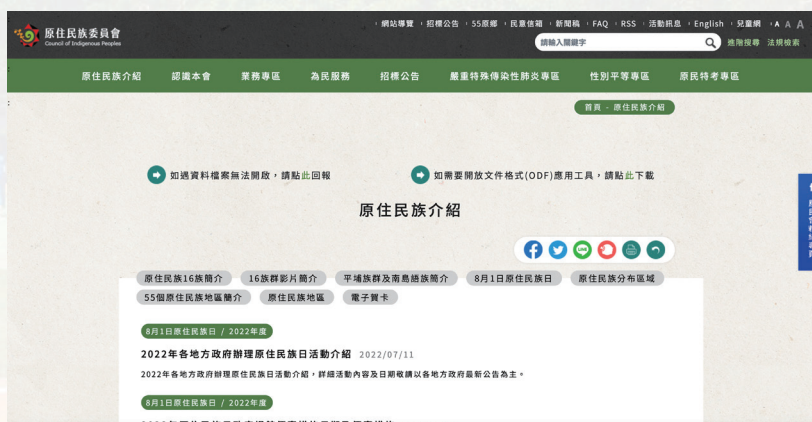 網站導覽 招標公告 55原鄉 民意信箱 新聞稿 FAQ RSS 活動訊息 English 兒童網 A A A
原住民族委員會
Council of Indigenous Peoples
請輸入關鍵字 進階搜尋 法規檢索
原住民族介紹 認識本會 業務專區 為民服務 招標公告 嚴重特殊傳染性肺炎專區 性別平等專區 原民特考專區
首頁 - 原住民族介紹
如遇資料檔案無法開啟,請點此回報 如需要開放文件格式(ODF)應用工具,請點此下載
原住民族介紹
LINE
原住民族16族簡介 16族群影片簡介 平埔族群及南島語族簡介 8月1日原住民族日 原住民族分布區域
55個原住民族地區簡介 原住民族地區 電子賀卡
8月1日原住民族日 / 2022年度
2022年各地方政府辦理原住民族日活動介紹 2022/07/11
2022年各地方政府辦理原住民族日活動介紹,詳細活動內容及日期敬請以各地方政府最新公告為主。
8月1日原住民族日 / 2022年度